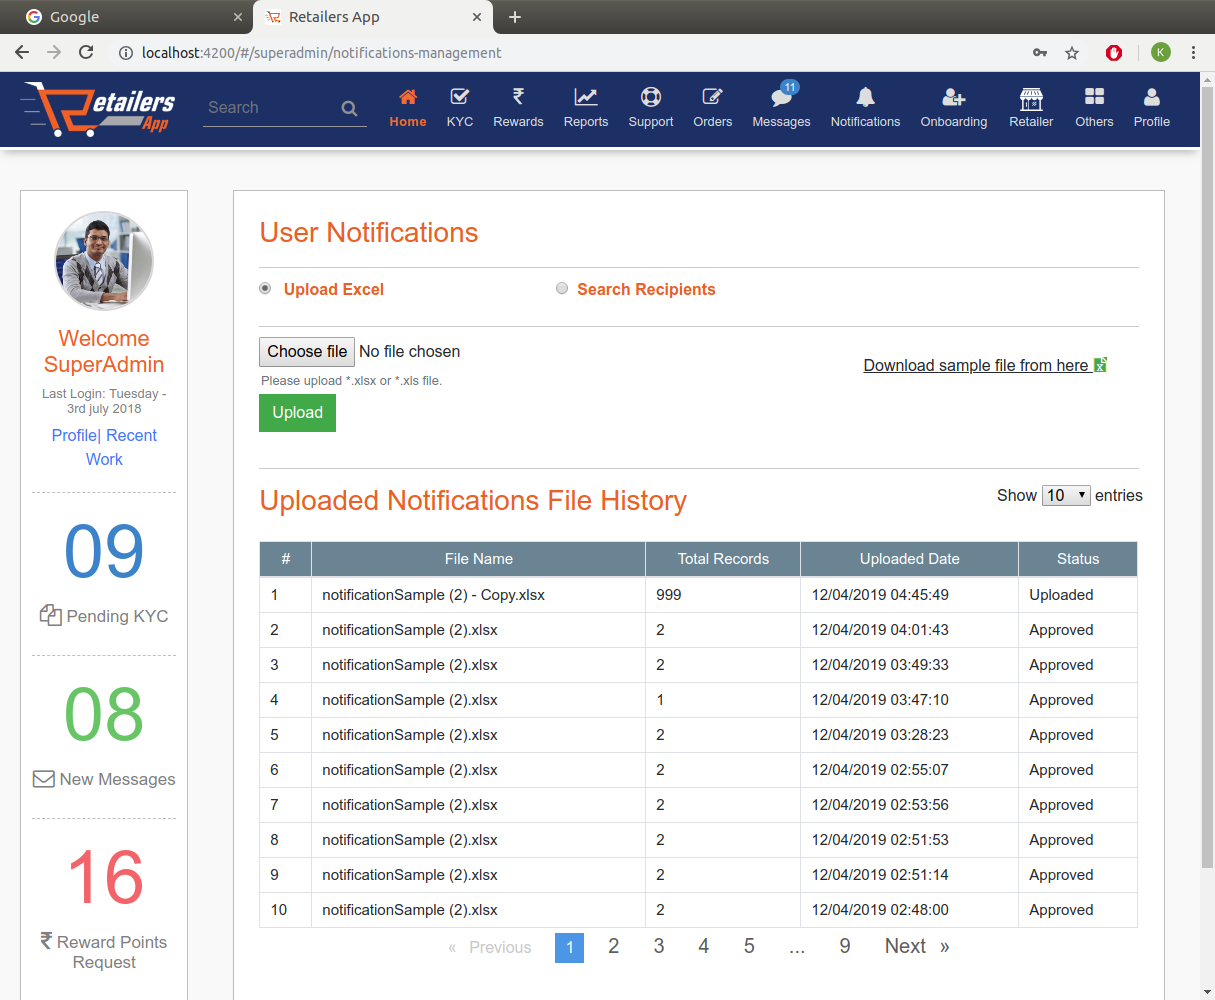 Google
Retailers App
localhost:4200/#/superadmin/notifications-management
K
etailers
App
Search
Home
KYC
Rewards
Reports
Support
Orders
11
Messages
Notifications
Onboarding
Retailer
Others
Profile
Welcome
SuperAdmin
Last Login: Tuesday -
3rd july 2018
Profile| Recent
Work
09
Pending KYC
08
New Messages
16
₹ Reward Points
Request
User Notifications
Upload Excel Search Recipients
Choose file No file chosen
Please upload *.xlsx or *.xls file.
Download sample file from here
Upload
Uploaded Notifications File History
Show 10 entries
# File Name Total Records Uploaded Date Status
1 notificationSample (2) - Copy.xlsx 999 12/04/2019 04:45:49 Uploaded
2 notificationSample (2).xlsx 2 12/04/2019 04:01:43 Approved
3 notificationSample (2).xlsx 2 12/04/2019 03:49:33 Approved
4 notificationSample (2).xlsx 1 12/04/2019 03:47:10 Approved
5 notificationSample (2).xlsx 2 12/04/2019 03:28:23 Approved
6 notificationSample (2).xlsx 2 12/04/2019 02:55:07 Approved
7 notificationSample (2).xlsx 2 12/04/2019 02:53:56 Approved
8 notificationSample (2).xlsx 2 12/04/2019 02:51:53 Approved
9 notificationSample (2).xlsx 2 12/04/2019 02:51:14 Approved
10 notificationSample (2).xlsx 2 12/04/2019 02:48:00 Approved
« Previous 1 2 3 4 5 ... 9 Next »